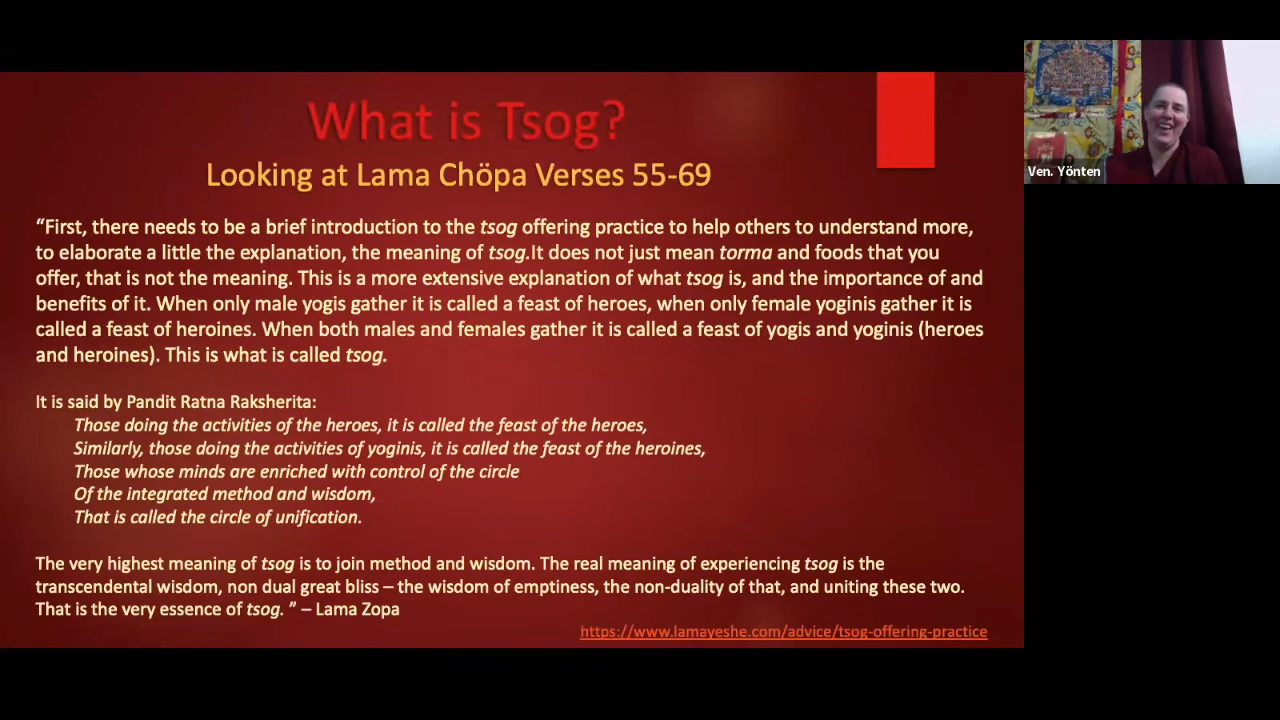 What is Tsog?
Looking at Lama Chöpa Verses 55-69
“First, there needs to be a brief introduction to the tsog offering practice to help others to understand more,
to elaborate a little the explanation, the meaning of tsog.It does not just mean torma and foods that you
offer, that is not the meaning. This is a more extensive explanation of what tsog is, and the importance of and
benefits of it. When only male yogis gather it is called a feast of heroes, when only female yoginis gather it is
called a feast of heroines. When both males and females gather it is called a feast of yogis and yoginis (heroes
and heroines). This is what is called tsog.
It is said by Pandit Ratna Raksherita:
Those doing the activities of the heroes, it is called the feast of the heroes,
Similarly, those doing the activities of yoginis, it is called the feast of the heroines,
Those whose minds are enriched with control of the circle
Of the integrated method and wisdom,
That is called the circle of unification.
The very highest meaning of tsog is to join method and wisdom. The real meaning of experiencing tsog is the
transcendental wisdom, non dual great bliss – the wisdom of emptiness, the non-duality of that, and uniting these two.
That is the very essence of tsog. ” – Lama Zopa
https://www.lamayeshe.com/advice/tsog-offering-practice
Ven. Yönten